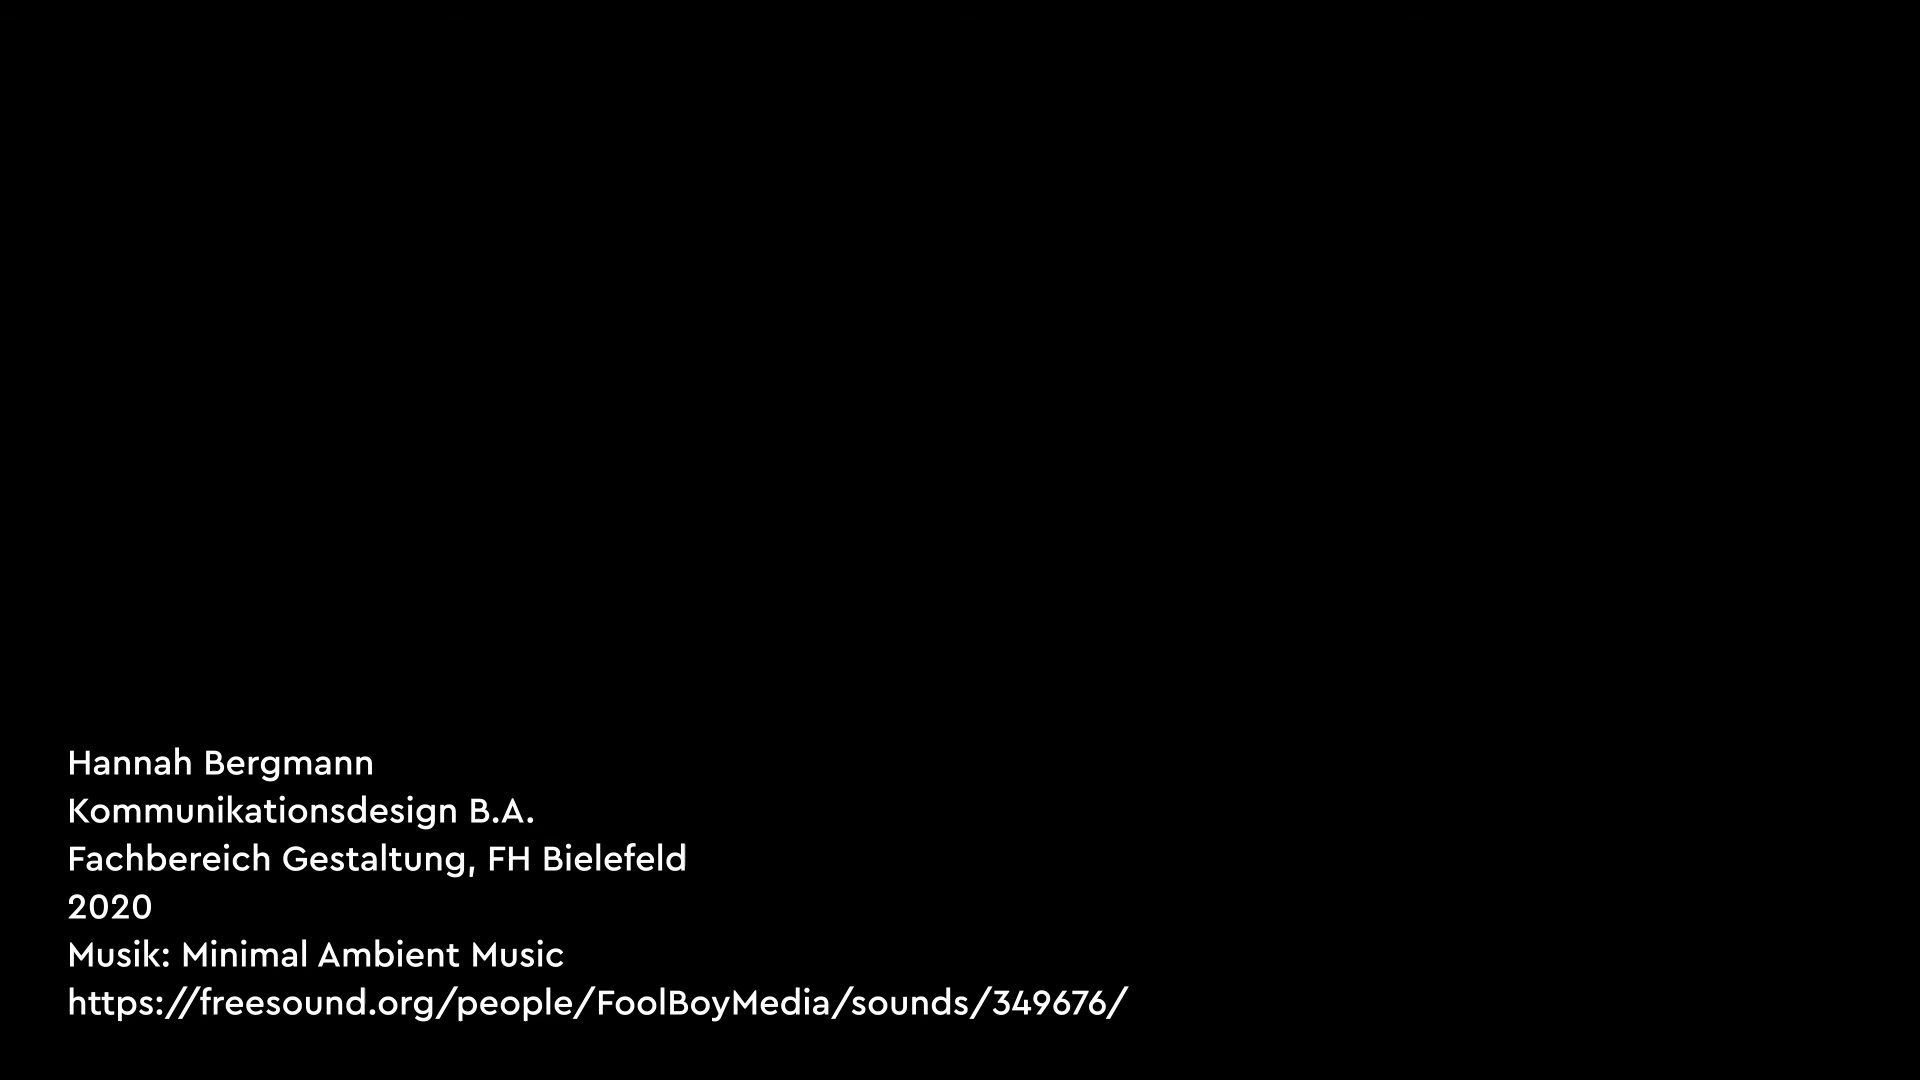 Hannah Bergmann
Kommunikationsdesign B.A.
Fachbereich Gestaltung, FH Bielefeld
2020
Musik: Minimal Ambient Music
https://freesound.org/people/FoolBoyMedia/sounds/349676/